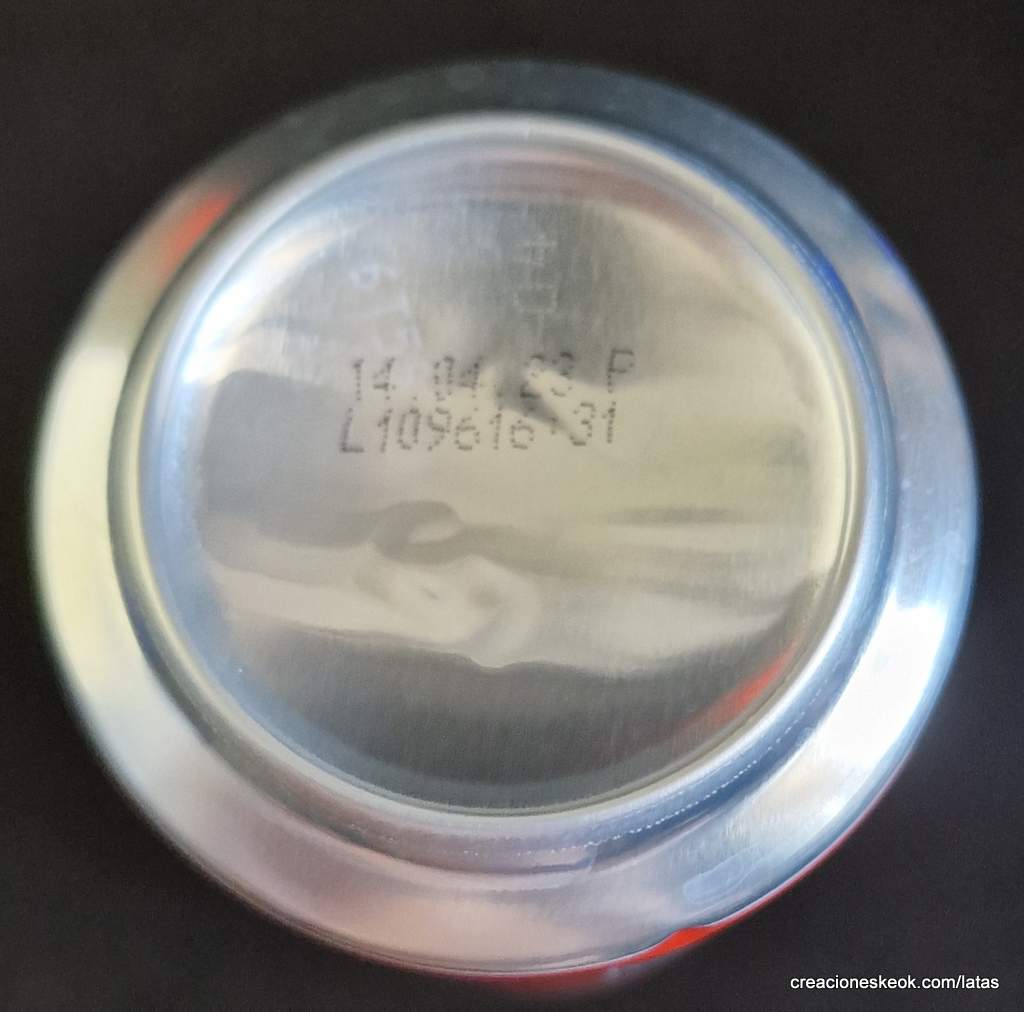 14.04.23 P
L109616 31
creacioneskeok.com/latas